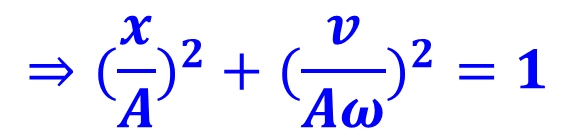 ⇒ (x/A)² + (v/Aω)² = 1